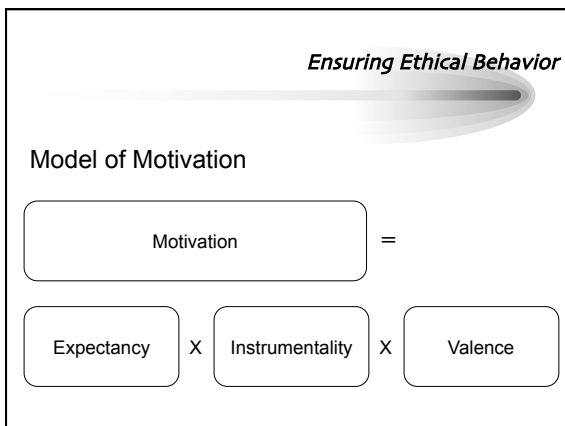 Ensuring Ethical Behavior
Model of Motivation
Motivation =
Expectancy X Instrumentality X Valence